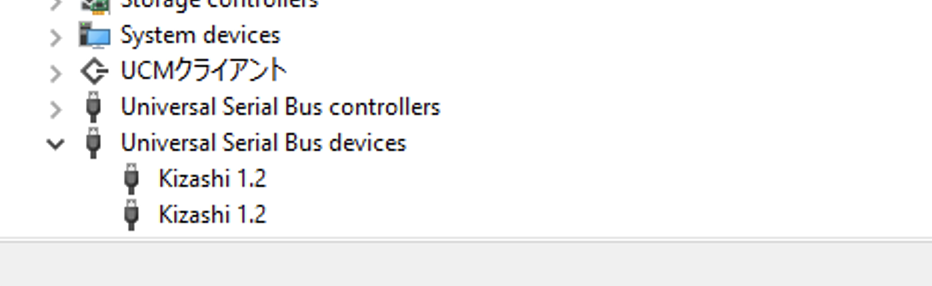 Storage controllers
System devices
UCMクライアント
Universal Serial Bus controllers
Universal Serial Bus devices
Kizashi 1.2
Kizashi 1.2